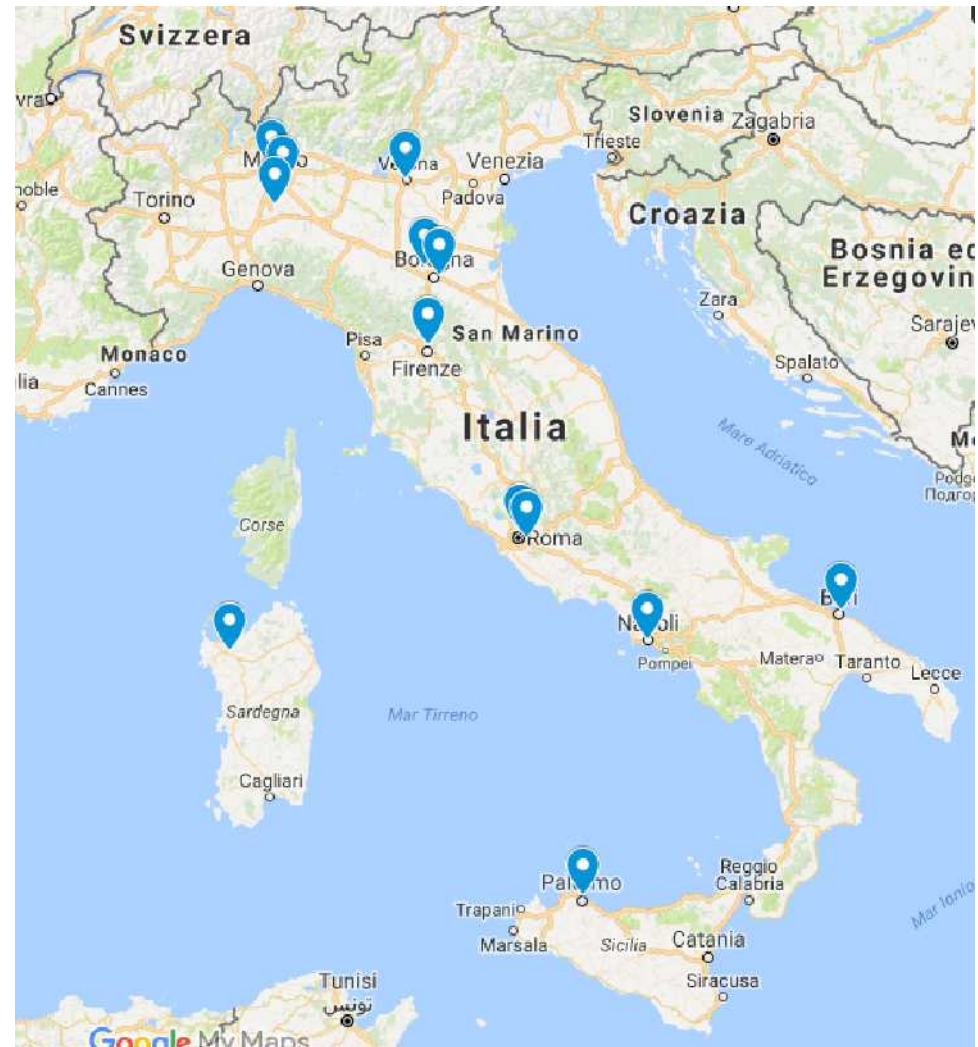 Svizzera
Slovenia
Zagabria
Trieste
Venezia
Padova
Torino
Croazia
Genova
Bosnia ed
Erzegovin
Zara
Pisa
San Marino
Sarajev
Monaco
Firenze
Spalato
Cannes
Italia
Mare Adriatico
Corse
Roma
Pompei
Matera
Taranto
Lecce
Sardegna
Mar Tirreno
Cagliari
Reggio
Calabria
Trapani
Marsala
Sicilia
Catania
Mar Ionio
Siracusa
Tunisi
تونس
Google My Maps